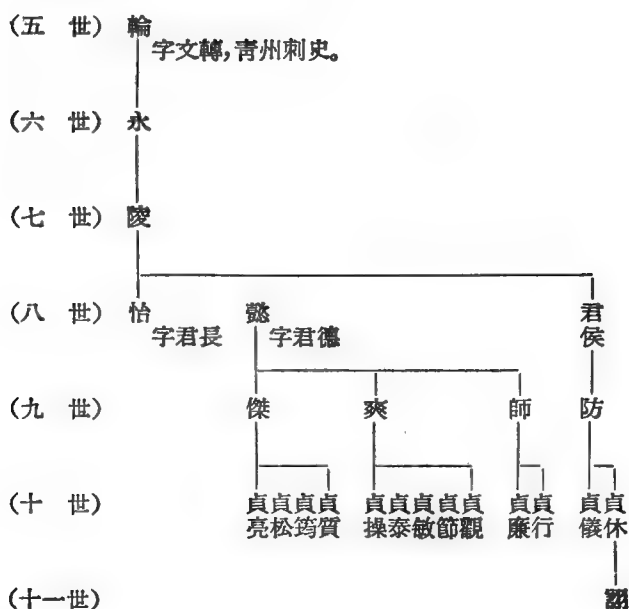 (五 世) 輪
字文轉,青州刺史。
(六 世) 永
(七 世) 陵
(八 世) 怡 懿 君侯
字君長 字君德
(九 世) 傑 爽 師 防
(十 世) 貞亮 貞松 貞筠 貞質 貞操 貞泰 貞敏 貞節 貞觀 貞廉 貞行 貞儀 貞休
(十一世)